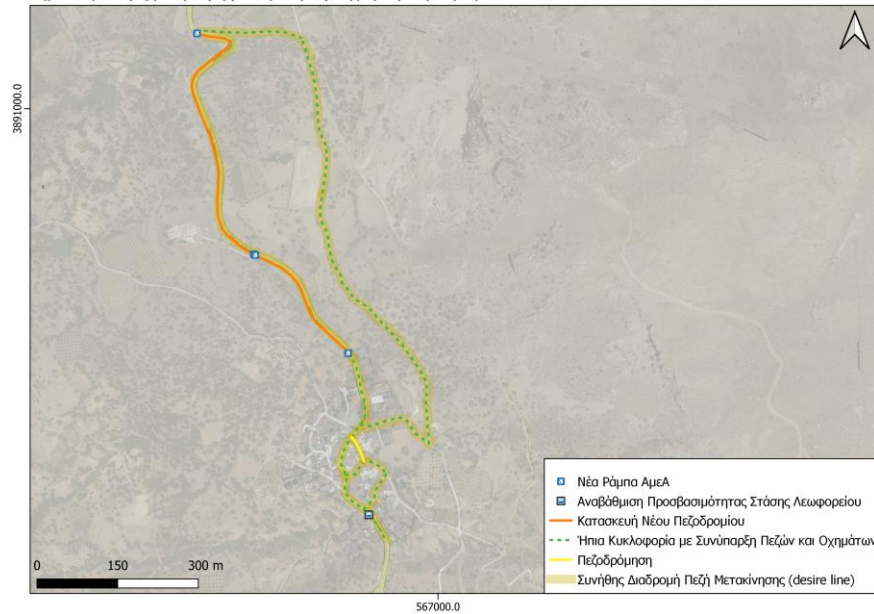 3891000.0
Νέα Ράμπα ΑμεΑ
Αναβάθμιση Προσβασιμότητας Στάσης Λεωφορείου
Κατασκευή Νέου Πεζοδρομίου
Ήπια Κυκλοφορία με Συνύπαρξη Πεζών και Οχημάτων
Πεζοδρόμηση
Συνήθης Διαδρομή Πεζή Μετακίνησης (desire line)
0 150 300 m
567000.0